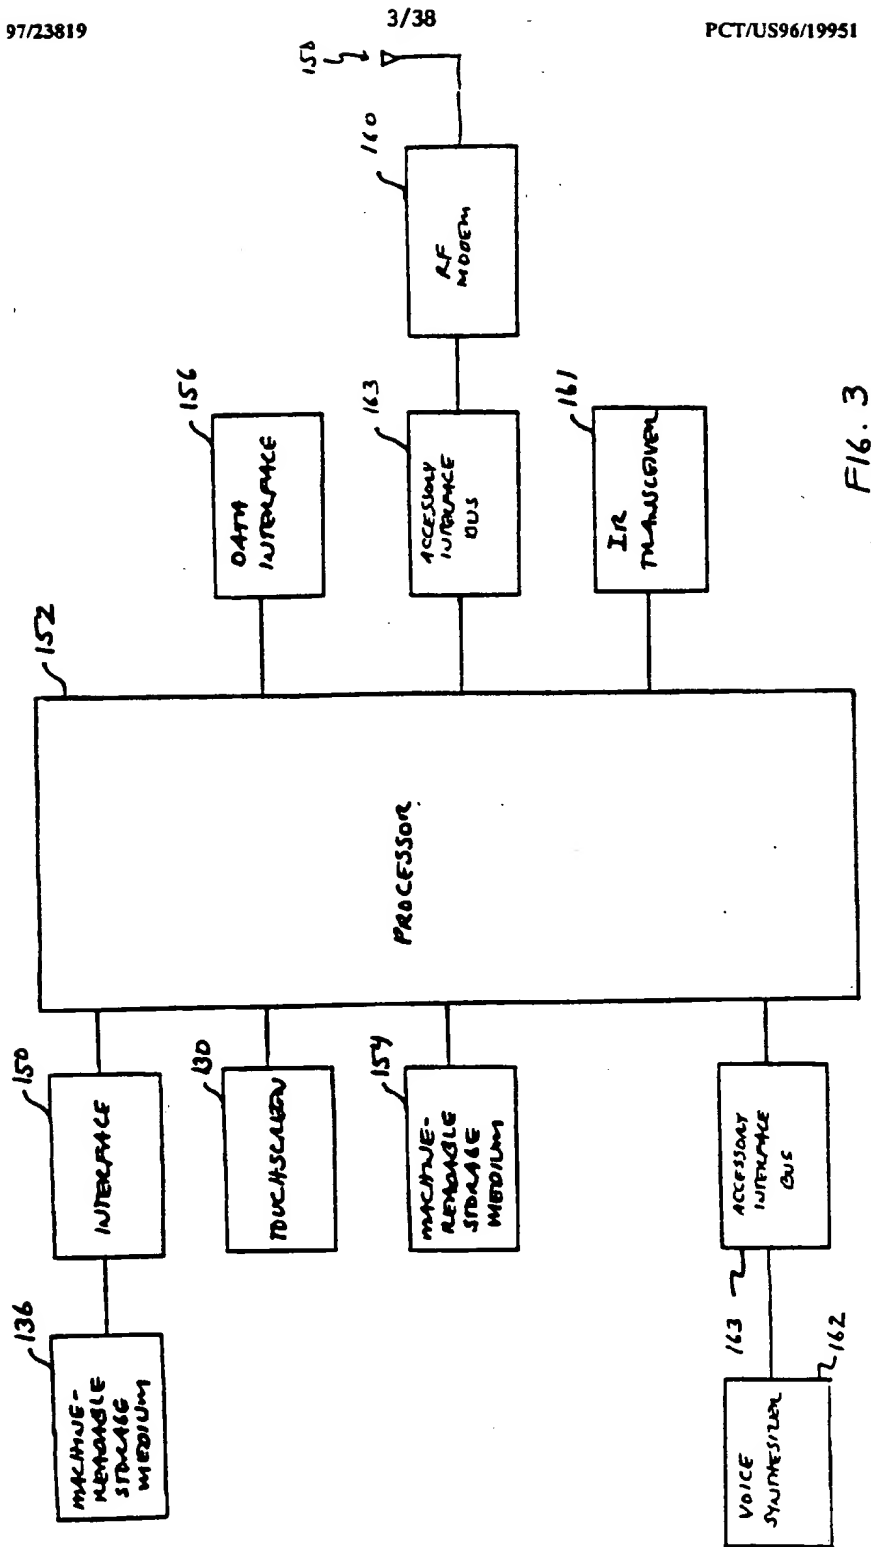 97/23819
3/38
PCT/US96/19951
136
MACHINE-
READABLE
STORAGE
MEDIUM
150
INTERFACE
130
TOUCHSCREEN
154
MACHINE-
READABLE
STORAGE
MEDIUM
163
ACCESSORY
INTERFACE
BUS
162
VOICE
SYNTHESIZER
152
PROCESSOR
156
DATA
INTERFACE
163
ACCESSORY
INTERFACE
BUS
160
RF
MODEM
161
IR
TRANSCEIVER
FIG. 3